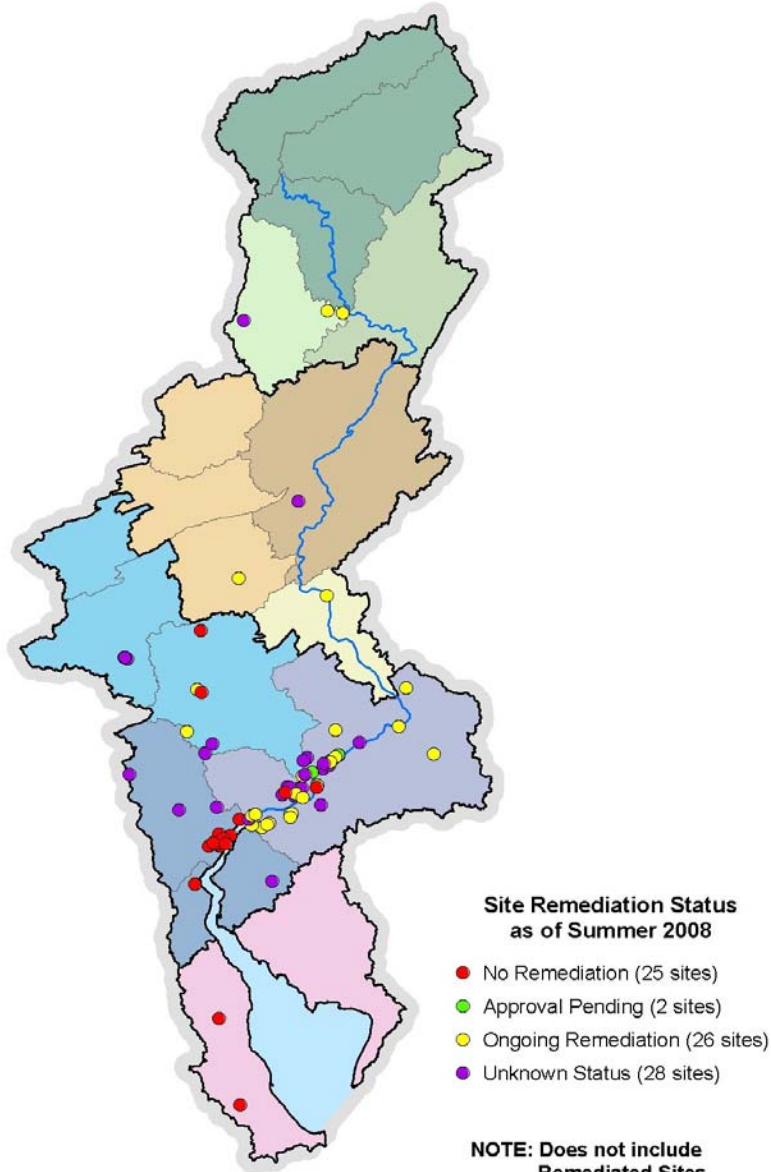 Site Remediation Status
as of Summer 2008
No Remediation (25 sites)
Approval Pending (2 sites)
Ongoing Remediation (26 sites)
Unknown Status (28 sites)
NOTE: Does not include
Remediated Sites